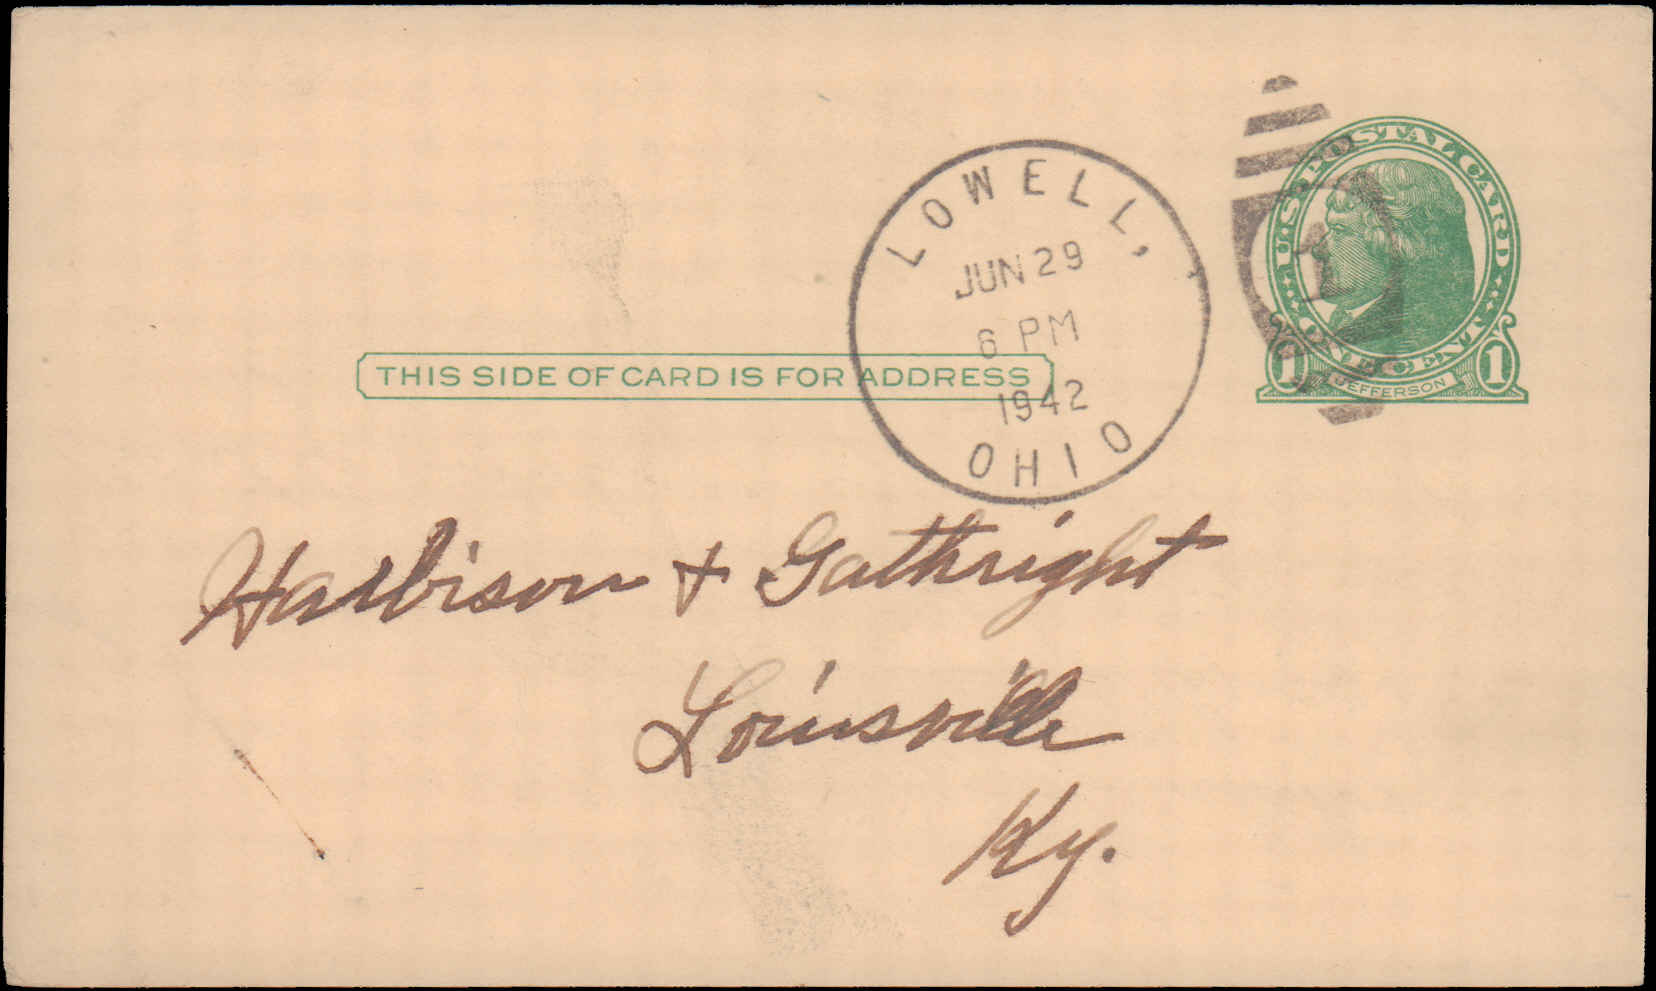 U.S. POSTAL CARD
LOWELL,
JUN 29
6 PM
1942
OHIO
1
ONE CENT
1 JEFFERSON 1
THIS SIDE OF CARD IS FOR ADDRESS
Harbison + Gathright
Louisville
Ky.